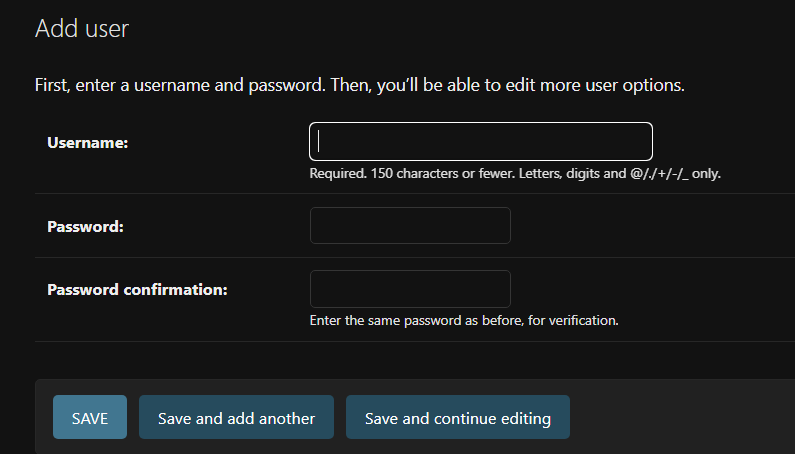 Add user
First, enter a username and password. Then, you’ll be able to edit more user options.
Username:
Required. 150 characters or fewer. Letters, digits and @/./+/-/_ only.
Password:
Password confirmation:
Enter the same password as before, for verification.
SAVE Save and add another Save and continue editing